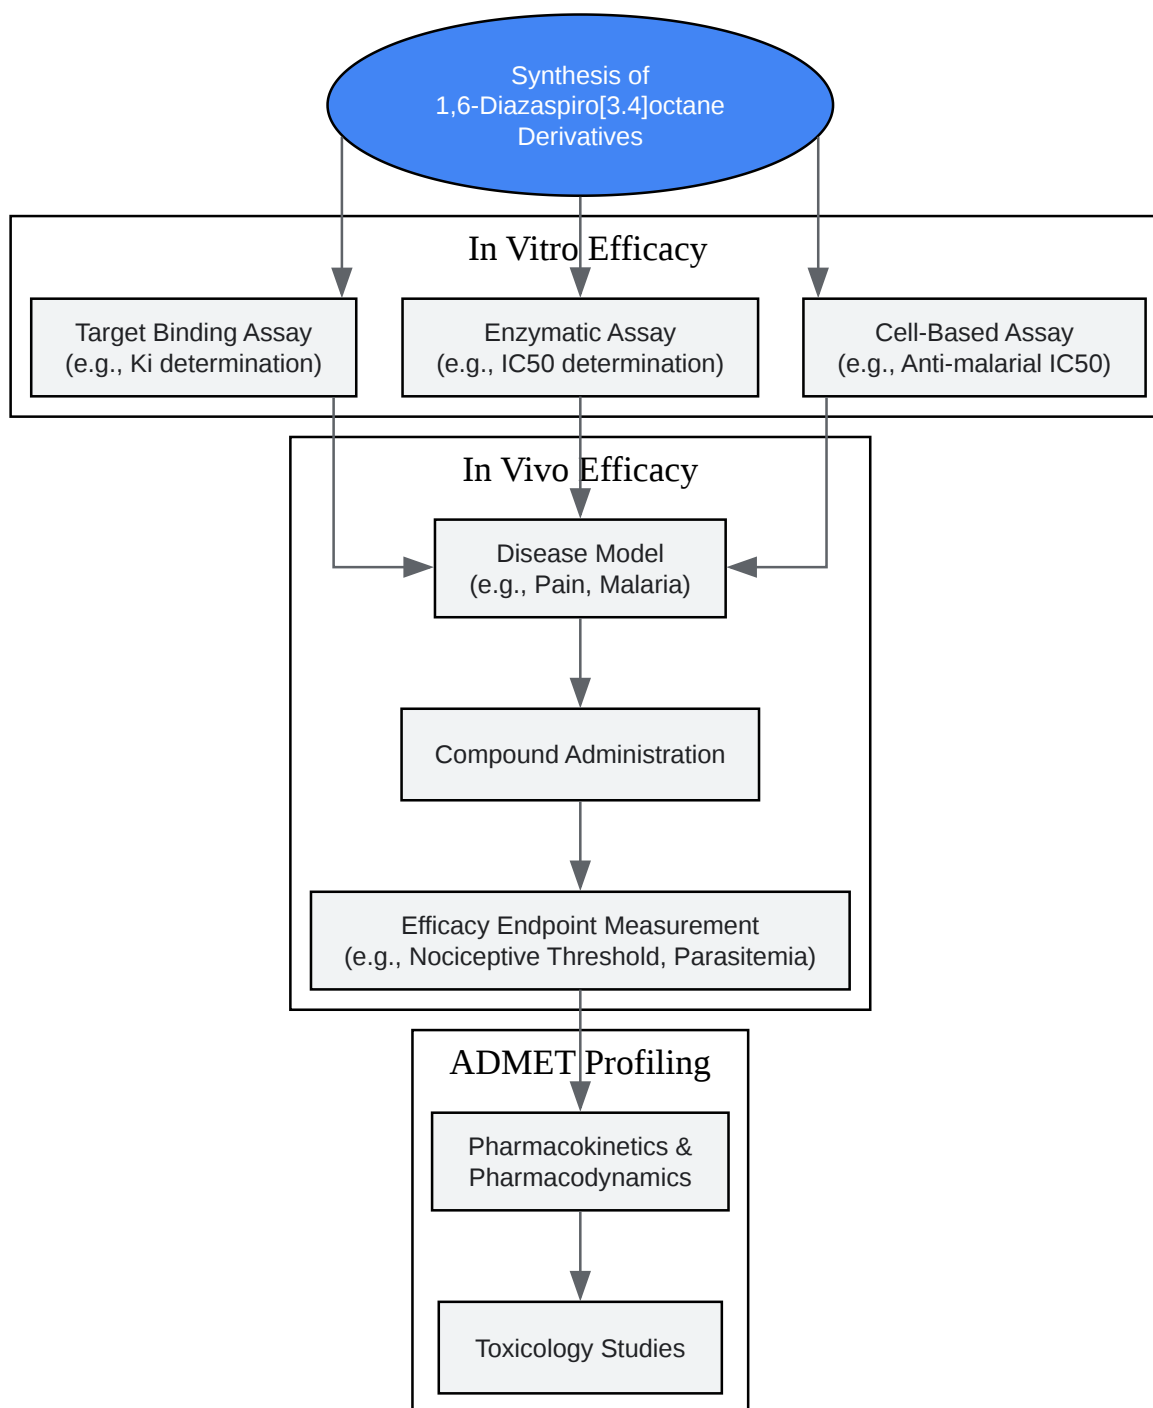 Synthesis of
1,6-Diazaspiro[3.4]octane
Derivatives
In Vitro Efficacy
Target Binding Assay
(e.g., Ki determination)
Enzymatic Assay
(e.g., IC50 determination)
Cell-Based Assay
(e.g., Anti-malarial IC50)
In Vivo Efficacy
Disease Model
(e.g., Pain, Malaria)
Compound Administration
Efficacy Endpoint Measurement
(e.g., Nociceptive Threshold, Parasitemia)
ADMET Profiling
Pharmacokinetics &
Pharmacodynamics
Toxicology Studies